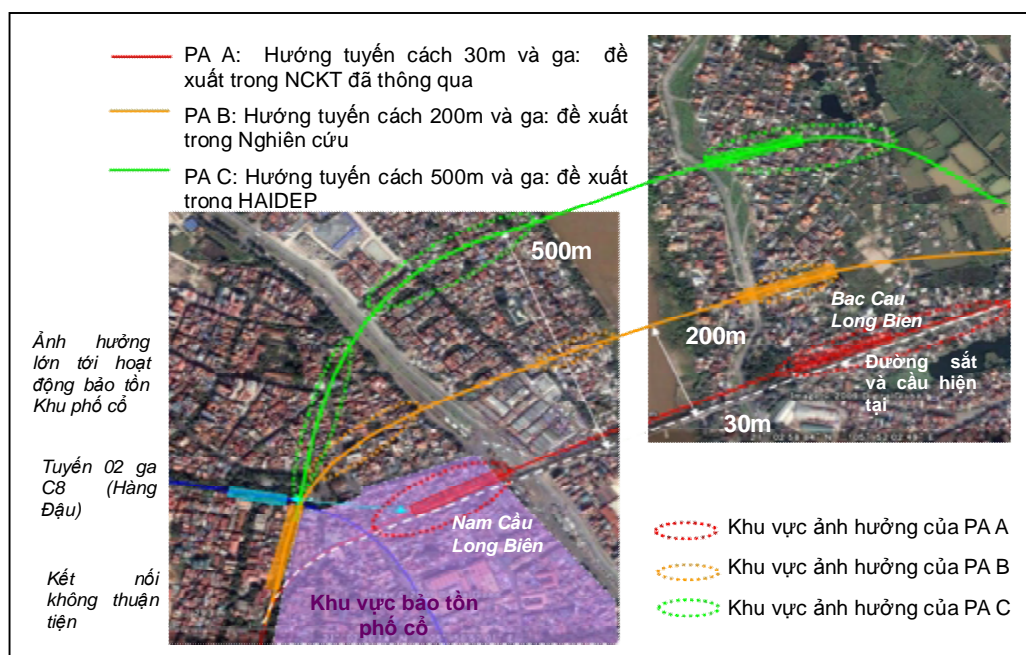 PA A: Hướng tuyến cách 30m và ga: đề
xuất trong NCKT đã thông qua
PA B: Hướng tuyến cách 200m và ga: đề xuất
trong Nghiên cứu
PA C: Hướng tuyến cách 500m và ga: đề xuất
trong HAIDEP
500m
Bac Cau
Long Bien
200m
Đường sắt
và cầu hiện
tại
30m
Ảnh hưởng
lớn tới hoạt
động bảo tồn
Khu phố cổ
Tuyến 02 ga
C8 (Hàng
Đậu)
Nam Cầu
Long Biên
Kết nối
không thuận
tiện
Khu vực bảo tồn
phố cổ
Khu vực ảnh hưởng của PA A
Khu vực ảnh hưởng của PA B
Khu vực ảnh hưởng của PA C